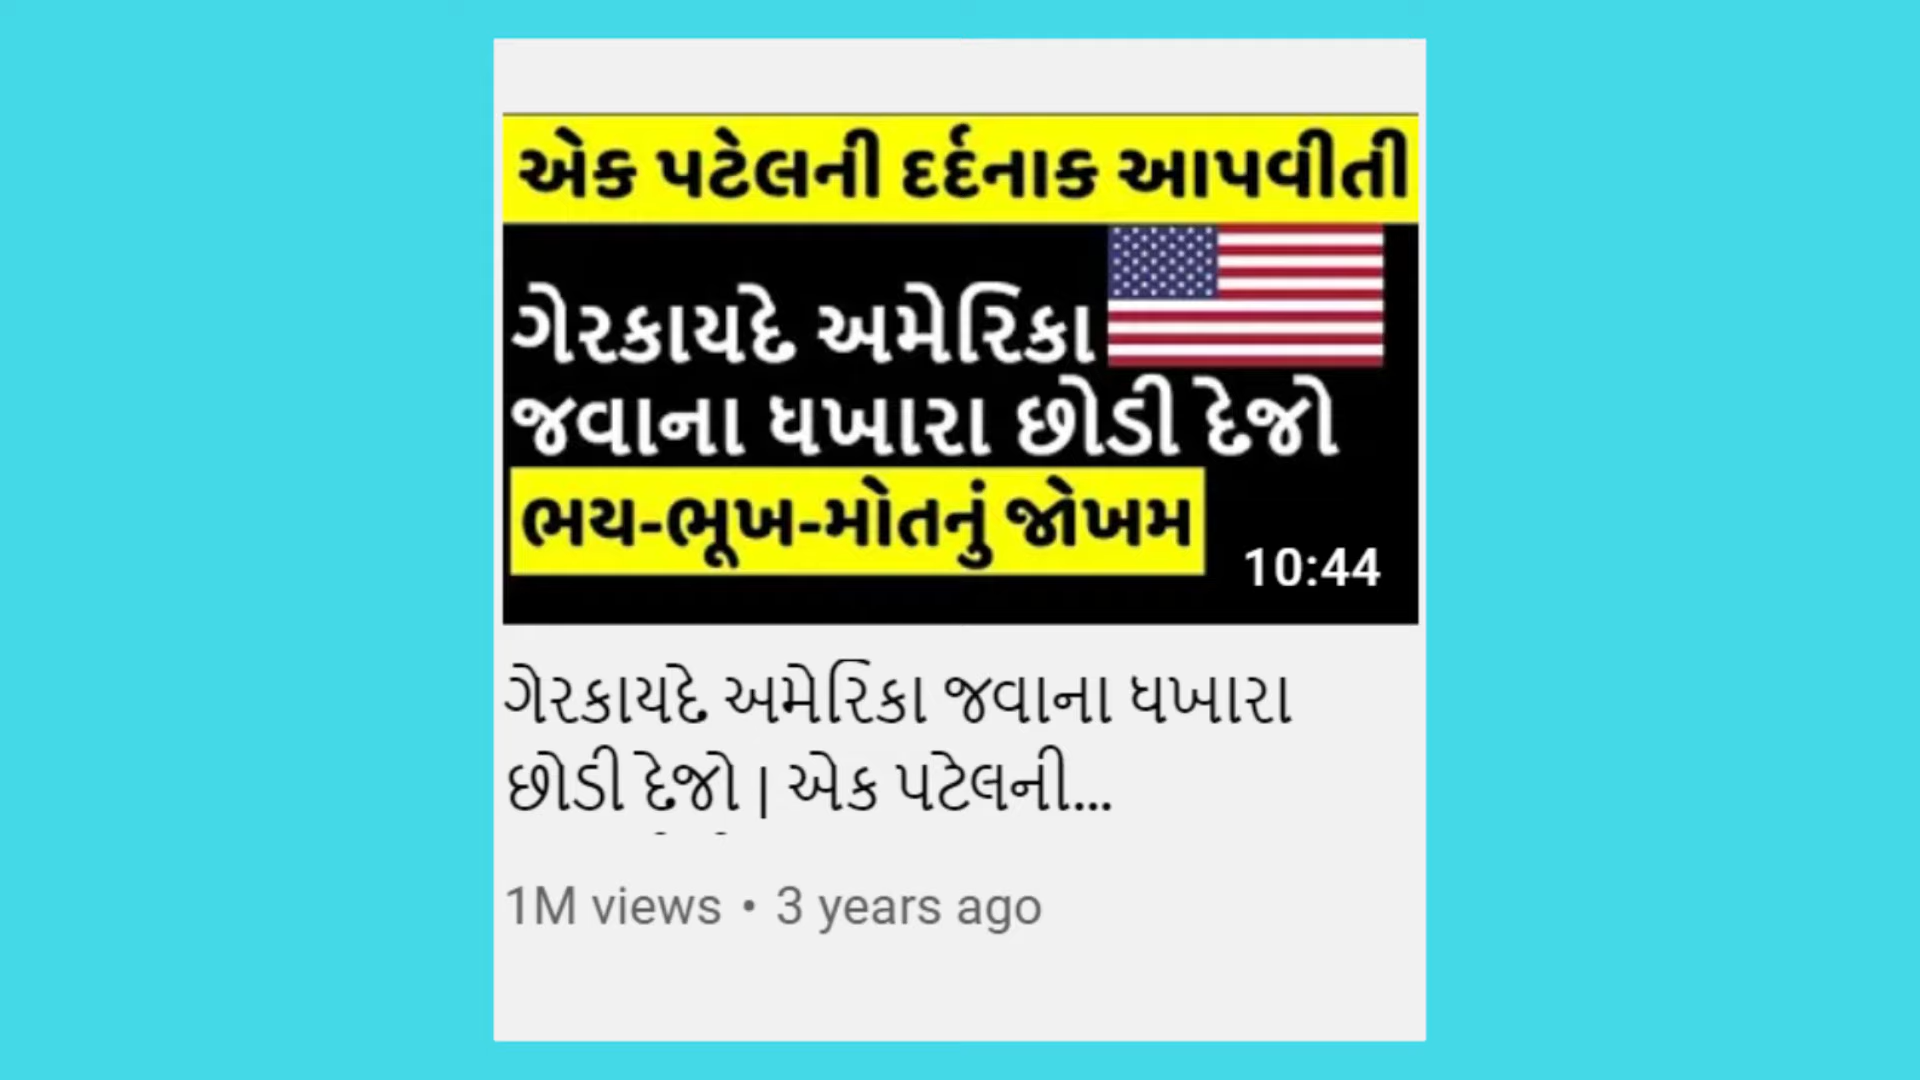 એક પટેલની દર્દનાક આપવીતી
ગેરકાયદે અમેરિકા
જવાના ધખારા છોડી દેજો
ભય-ભૂખ-મોતનું જોખમ
10:44
ગેરકાયદે અમેરિકા જવાના ધખારા
છોડી દેજો | એક પટેલની...
1M views • 3 years ago